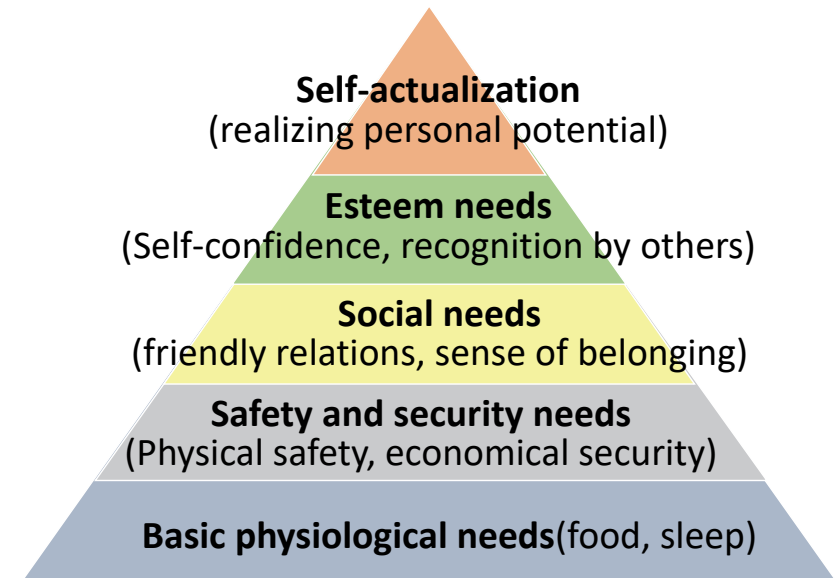 Self-actualization
(realizing personal potential)
Esteem needs
(Self-confidence, recognition by others)
Social needs
(friendly relations, sense of belonging)
Safety and security needs
(Physical safety, economical security)
Basic physiological needs(food, sleep)